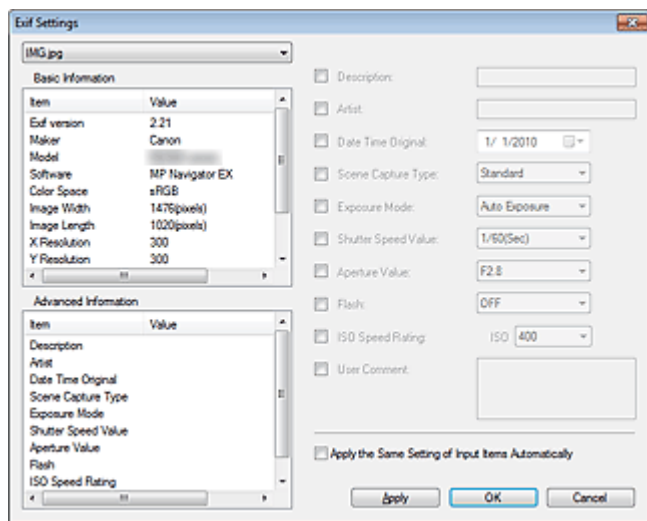 Exif Settings
IMG.jpg
Basic Information
Item Value
Exif version 2.21
Maker Canon
Model
Software MP Navigator EX
Color Space sRGB
Image Width 1476(pixels)
Image Length 1020(pixels)
X Resolution 300
Y Resolution 300
Advanced Information
Item Value
Description
Artist
Date Time Original
Scene Capture Type
Exposure Mode
Shutter Speed Value
Aperture Value
Flash
ISO Speed Rating
Description:
Artist:
Date Time Original: 1/ 1/2010
Scene Capture Type: Standard
Exposure Mode: Auto Exposure
Shutter Speed Value: 1/60(Sec)
Aperture Value: F2.8
Flash: OFF
ISO Speed Rating: ISO 400
User Comment:
Apply the Same Setting of Input Items Automatically
Apply OK Cancel